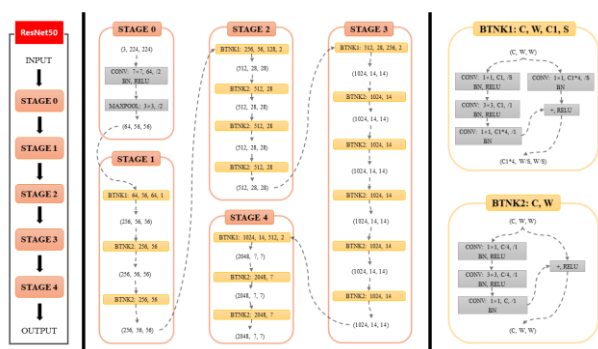 ResNet50
INPUT
STAGE 0
STAGE 1
STAGE 2
STAGE 3
STAGE 4
OUTPUT
STAGE 0
(3, 224, 224)
CONV: 7×7, 64, /2
BN, RELU
MAXPOOL: 3×3, /2
(64, 56, 56)
STAGE 1
BTNK1: 64, 56, 64, 1
(256, 56, 56)
BTNK2: 256, 56
(256, 56, 56)
BTNK2: 256, 56
(256, 56, 56)
STAGE 2
BTNK1: 256, 56, 128, 2
(512, 28, 28)
BTNK2: 512, 28
(512, 28, 28)
BTNK2: 512, 28
(512, 28, 28)
BTNK2: 512, 28
(512, 28, 28)
STAGE 4
BTNK1: 1024, 14, 512, 2
(2048, 7, 7)
BTNK2: 2048, 7
(2048, 7, 7)
BTNK2: 2048, 7
(2048, 7, 7)
STAGE 3
BTNK1: 512, 28, 256, 2
(1024, 14, 14)
BTNK2: 1024, 14
(1024, 14, 14)
BTNK2: 1024, 14
(1024, 14, 14)
BTNK2: 1024, 14
(1024, 14, 14)
BTNK2: 1024, 14
(1024, 14, 14)
BTNK2: 1024, 14
(1024, 14, 14)
BTNK1: C, W, C1, S
(C, W, W)
CONV: 1×1, C1, /S
BN, RELU
CONV: 1×1, C1*4, /S
BN
CONV: 3×3, C1, /1
BN, RELU
+, RELU
CONV: 1×1, C1*4, /1
BN
(C1*4, W/S, W/S)
BTNK2: C, W
(C, W, W)
CONV: 1×1, C/4, /1
BN, RELU
CONV: 3×3, C/4, /1
BN, RELU
+, RELU
CONV: 1×1, C, /1
BN
(C, W, W)